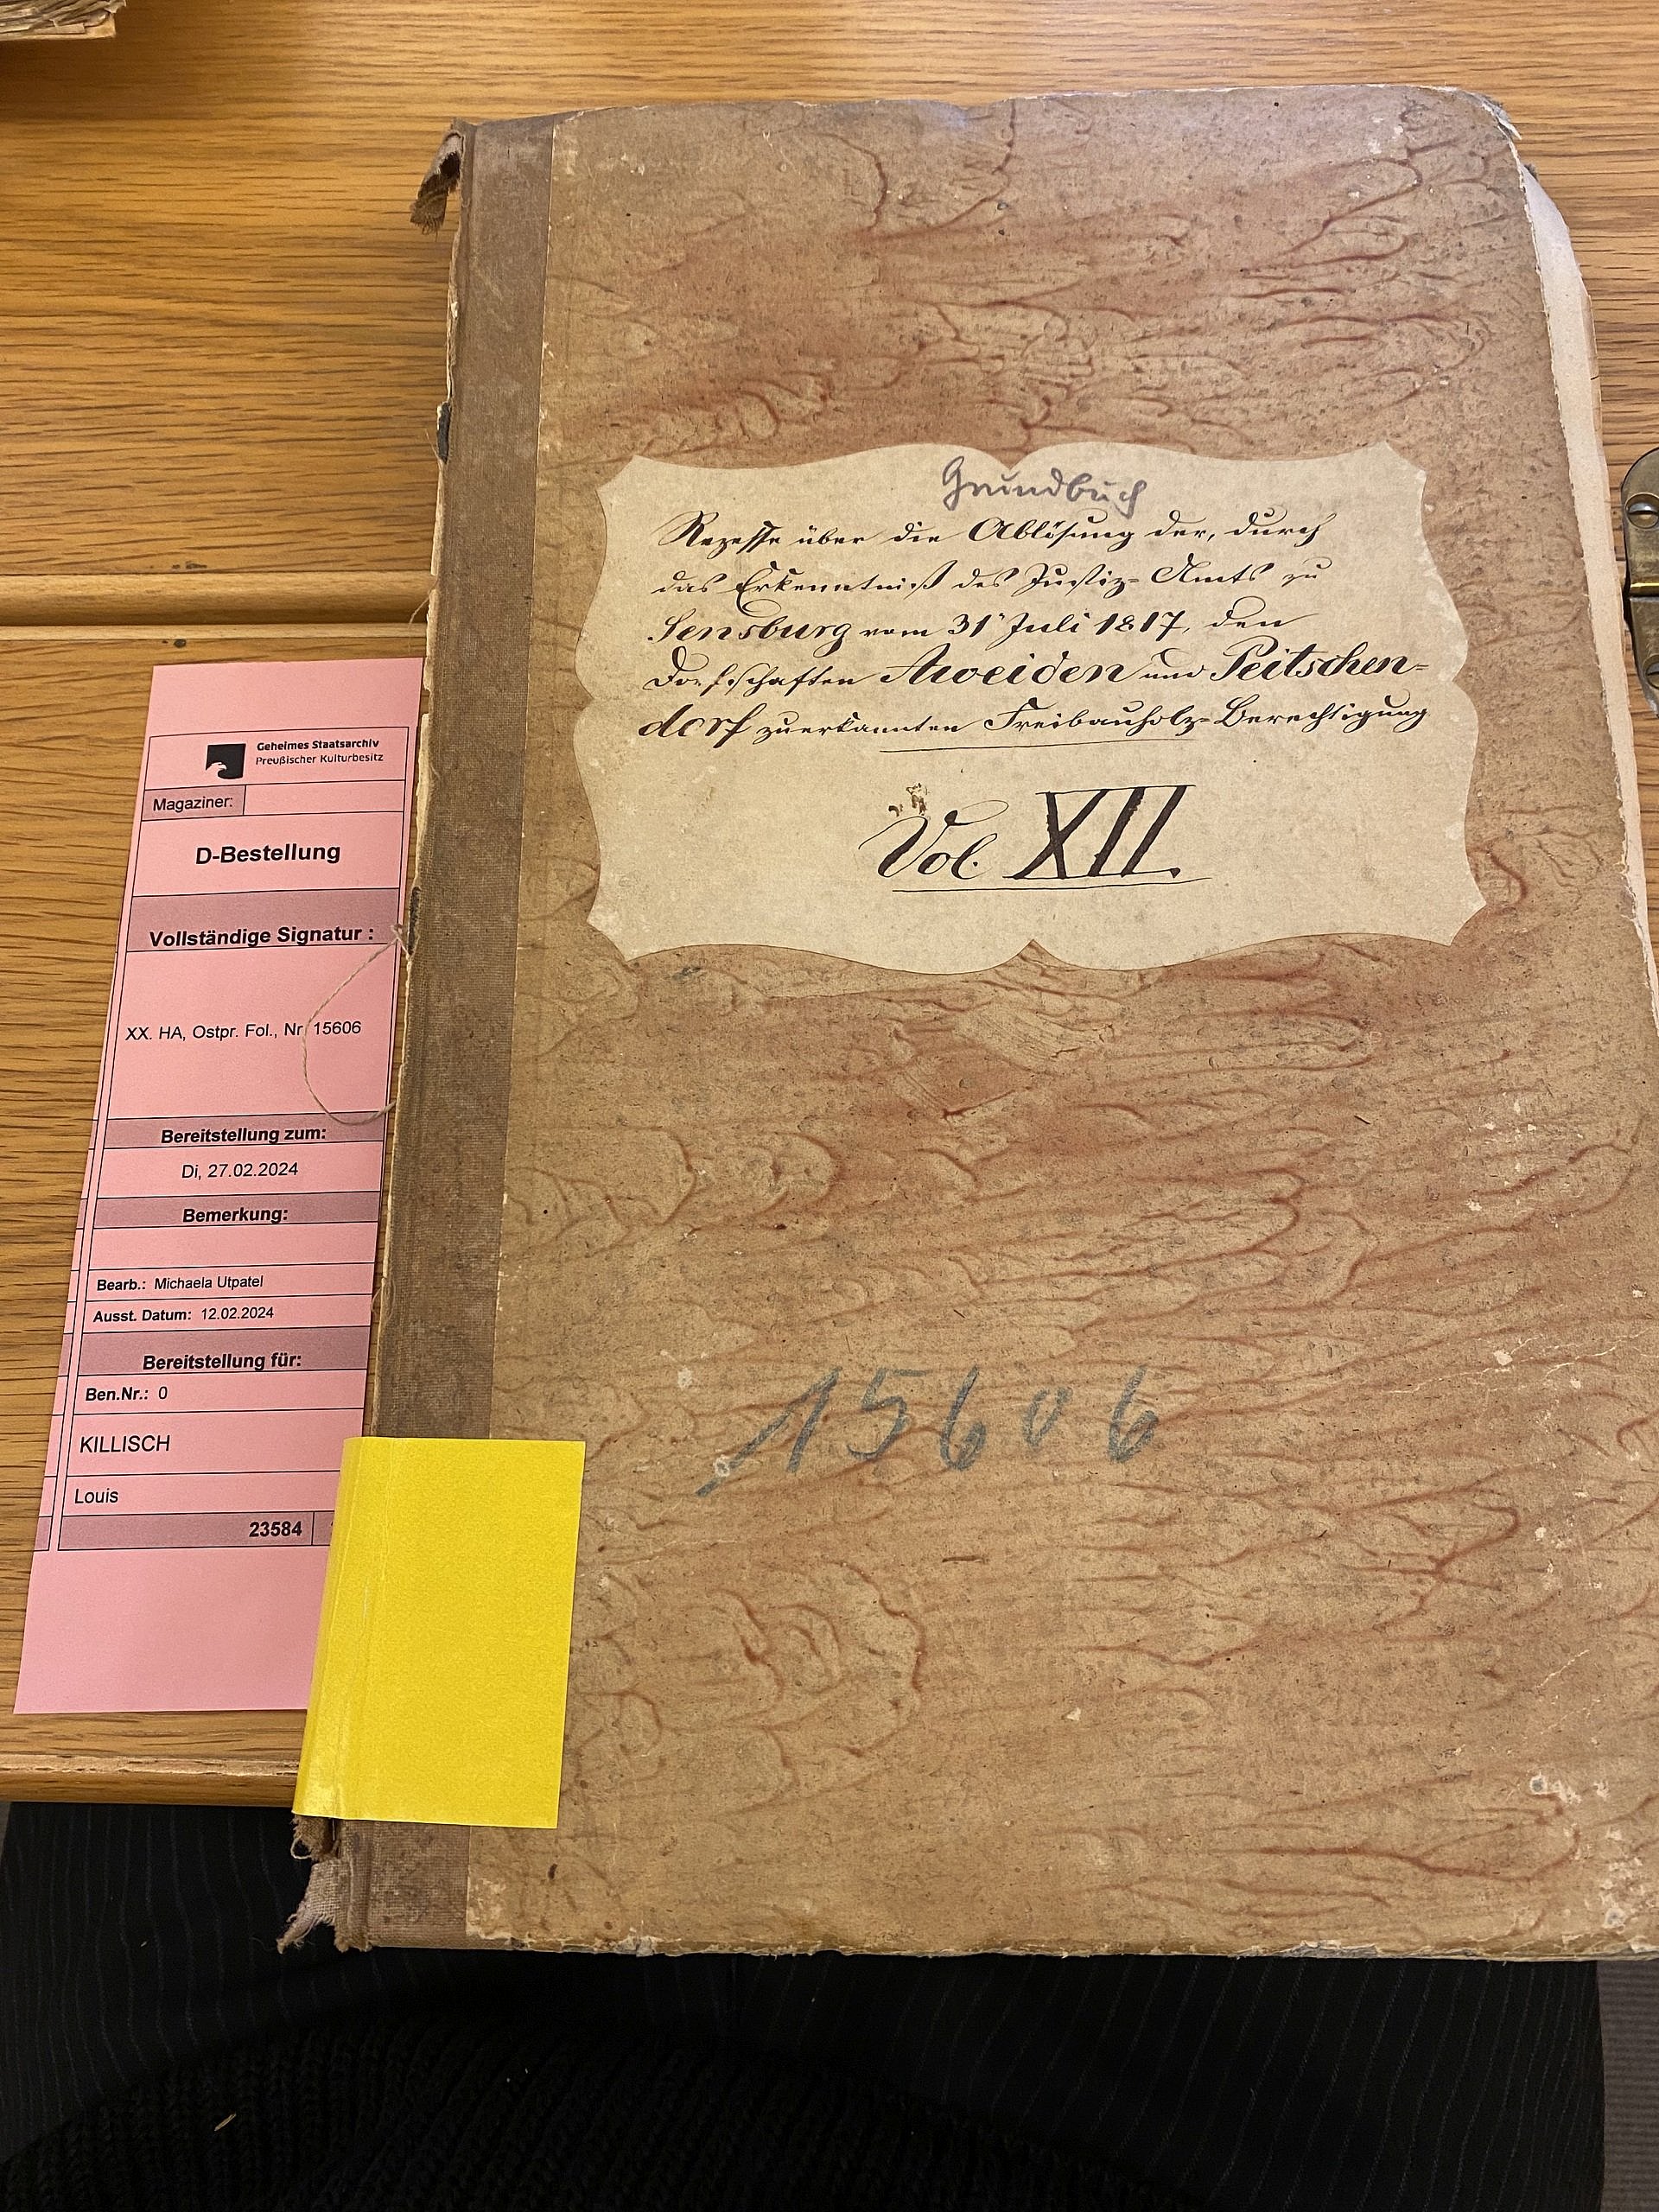 Grundbuch
Rezesse über die Ablösung der, durch
das Erkenntniß des Justiz-Amts zu
Sensburg vom 31 Juli 1817, den
Dorfschaften Aweiden und Peitschen-
dorf zuerkannten Freibauholz-Berechtigung
Vol. XII.
15606
Geheimes Staatsarchiv
Preußischer Kulturbesitz
Magaziner:
D-Bestellung
Vollständige Signatur :
XX. HA, Ostpr. Fol., Nr. 15606
Bereitstellung zum:
Di, 27.02.2024
Bemerkung:
Bearb.: Michaela Utpatel
Ausst. Datum: 12.02.2024
Bereitstellung für:
Ben.Nr.: 0
KILLISCH
Louis
23584